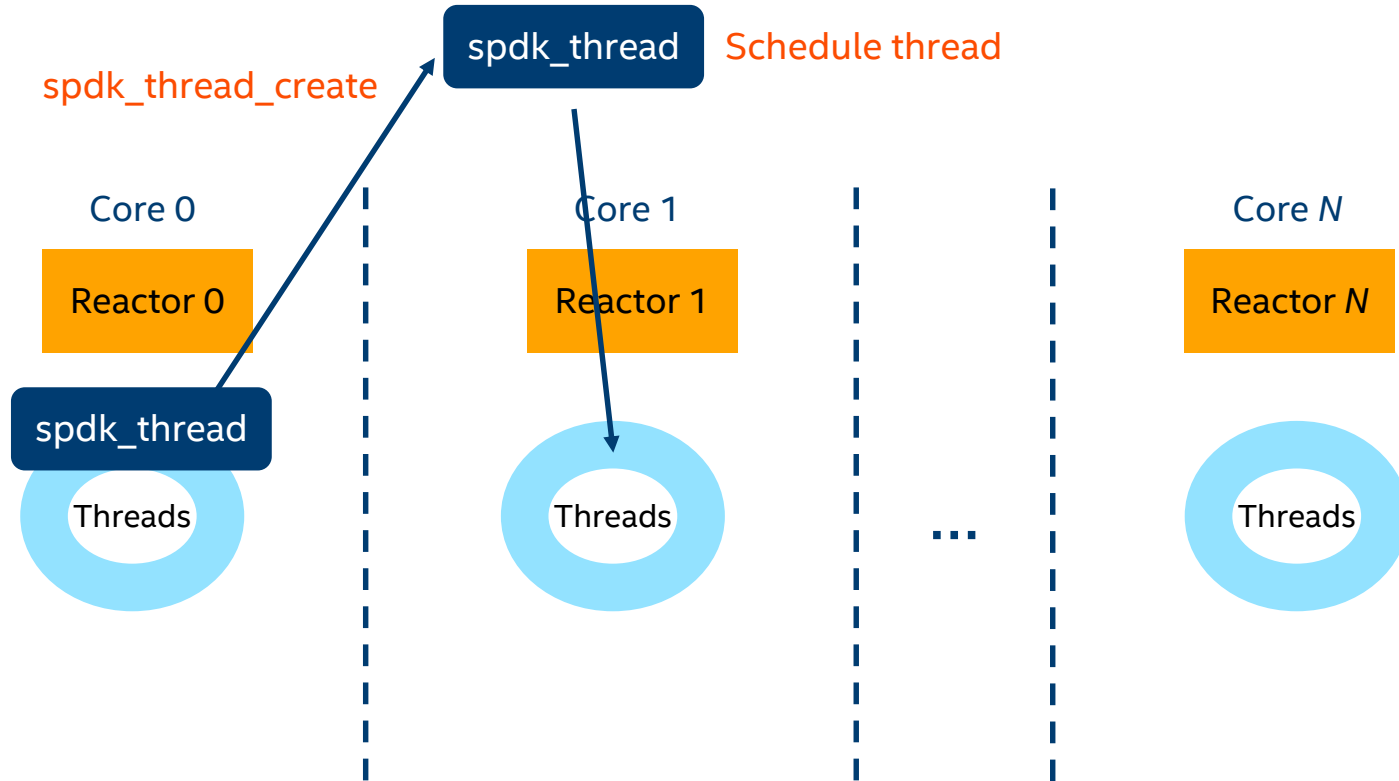 spdk_thread
Schedule thread
spdk_thread_create
Core 0
Core 1
Core N
Reactor 0
Reactor 1
Reactor N
spdk_thread
Threads
Threads
...
Threads